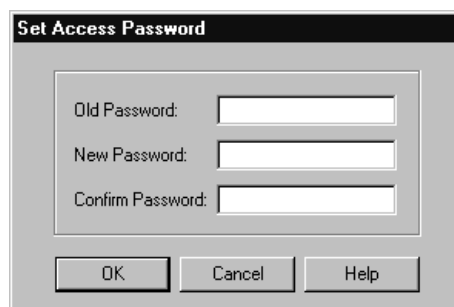 Set Access Password
Old Password:
New Password:
Confirm Password:
OK Cancel Help